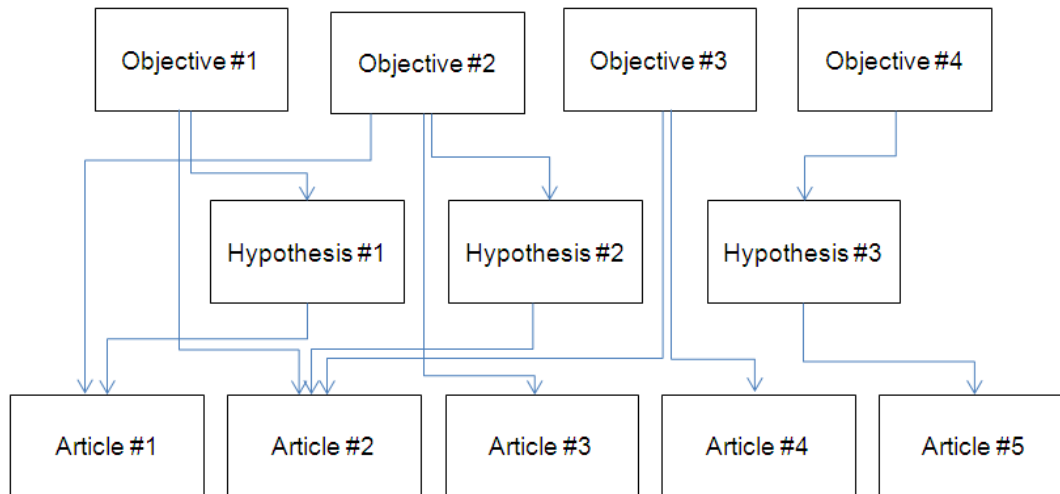 Objective #1
Objective #2
Objective #3
Objective #4
Hypothesis #1
Hypothesis #2
Hypothesis #3
Article #1
Article #2
Article #3
Article #4
Article #5